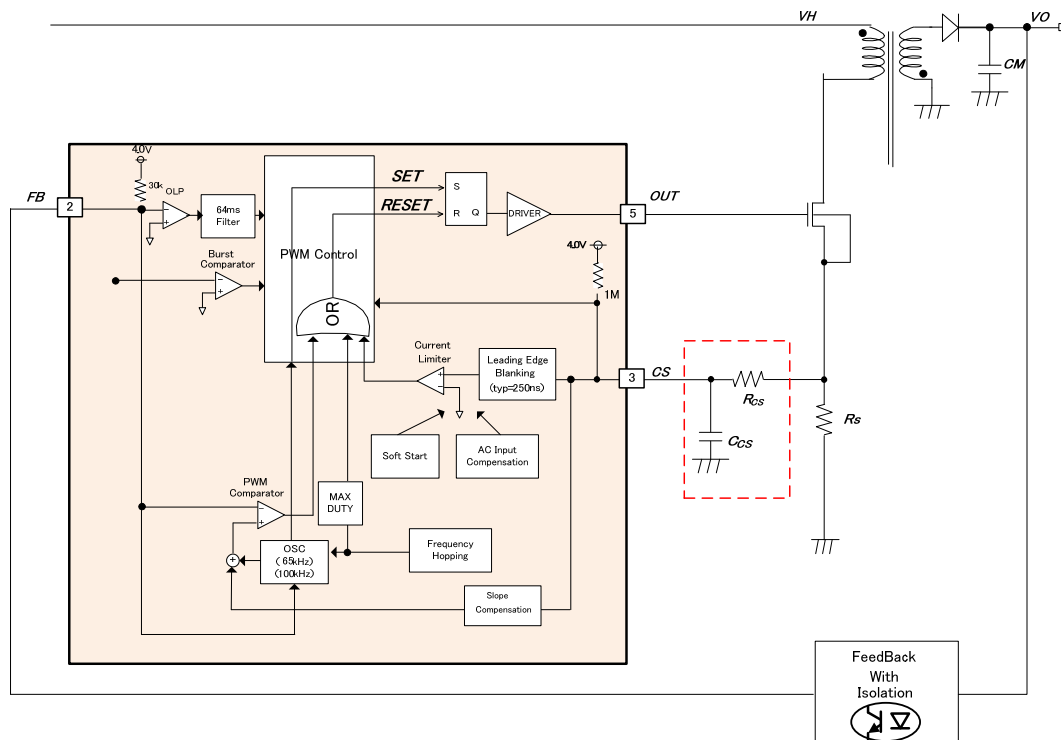 VH
VO
CM
4.0V
30k
OLP
FB
2
64ms
Filter
SET
RESET
S
R
Q
DRIVER
5
OUT
Burst
Comparator
PWM Control
OR
4.0V
1M
Current
Limiter
Leading Edge
Blanking
(typ=250ns)
3
CS
RCS
CCS
Rs
Soft Start
AC Input
Compensation
PWM
Comparator
MAX
DUTY
OSC
(65kHz)
(100kHz)
Frequency
Hopping
Slope
Compensation
FeedBack
With
Isolation